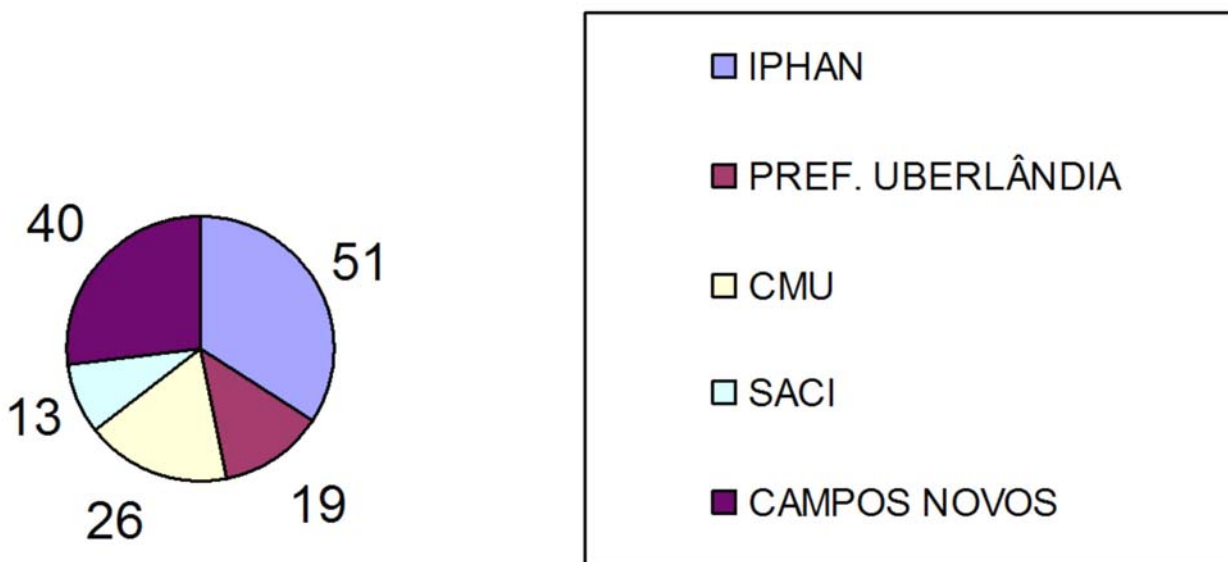 40
51
13
26
19
IPHAN
PREF. UBERLÂNDIA
CMU
SACI
CAMPOS NOVOS